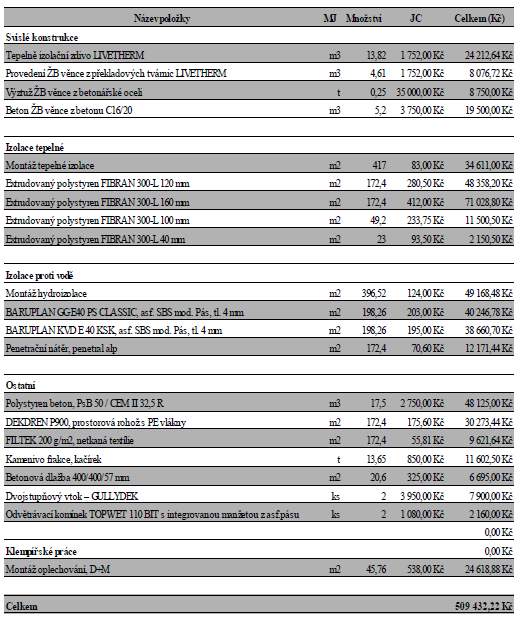 Název položky MJ Množství JC Celkem (Kč)
Svislé konstrukce
Tepelně izolační zdivo LIVETHERM m3 13,82 1 752,00 Kč 24 212,64 Kč
Provedení ŽB věnce z překladových tvárnic LIVETHERM m3 4,61 1 752,00 Kč 8 076,72 Kč
Výztuž ŽB věnce z betonářské oceli t 0,25 35 000,00 Kč 8 750,00 Kč
Beton ŽB věnce z betonu C16/20 m3 5,2 3 750,00 Kč 19 500,00 Kč
Izolace tepelné
Montáž tepelné izolace m2 417 83,00 Kč 34 611,00 Kč
Extrudovaný polystyren FIBRAN 300-L 120 mm m2 172,4 280,50 Kč 48 358,20 Kč
Extrudovaný polystyren FIBRAN 300-L 160 mm m2 172,4 412,00 Kč 71 028,80 Kč
Extrudovaný polystyren FIBRAN 300-L 100 mm m2 49,2 233,75 Kč 11 500,50 Kč
Extrudovaný polystyren FIBRAN 300-L 40 mm m2 23 93,50 Kč 2 150,50 Kč
Izolace proti vodě
Montáž hydroizolace m2 396,52 124,00 Kč 49 168,48 Kč
BARUPLAN GG B40 PS CLASSIC, asf. SBS mod. Pás, tl. 4 mm m2 198,26 203,00 Kč 40 246,78 Kč
BARUPLAN KVD E 40 KSK, asf. SBS mod. Pás, tl. 4 mm m2 198,26 195,00 Kč 38 660,70 Kč
Penetrační nátěr, penetral alp m2 172,4 70,60 Kč 12 171,44 Kč
Ostatní
Polystyren beton, PsB 50 / CEM II 32,5 R m3 17,5 2 750,00 Kč 48 125,00 Kč
DEKDREN P900, prostorová rohož s PE vlákny m2 172,4 175,60 Kč 30 273,44 Kč
FILTEK 200 g/m2, netkaná textílie m2 172,4 55,81 Kč 9 621,64 Kč
Kamenivo frakce, kačírek t 13,65 850,00 Kč 11 602,50 Kč
Betonová dlažba 400/400/57 mm m2 20,6 325,00 Kč 6 695,00 Kč
Dvojstupňový vtok – GULLYDEK ks 2 3 950,00 Kč 7 900,00 Kč
Odvětrávací komínek TOPWET 110 BIT s integrovanou manžetou z asf.pásu ks 2 1 080,00 Kč 2 160,00 Kč
0,00 Kč
Klempířské práce 0,00 Kč
Montáž oplechování, D+M m2 45,76 538,00 Kč 24 618,88 Kč
Celkem 509 432,22 Kč